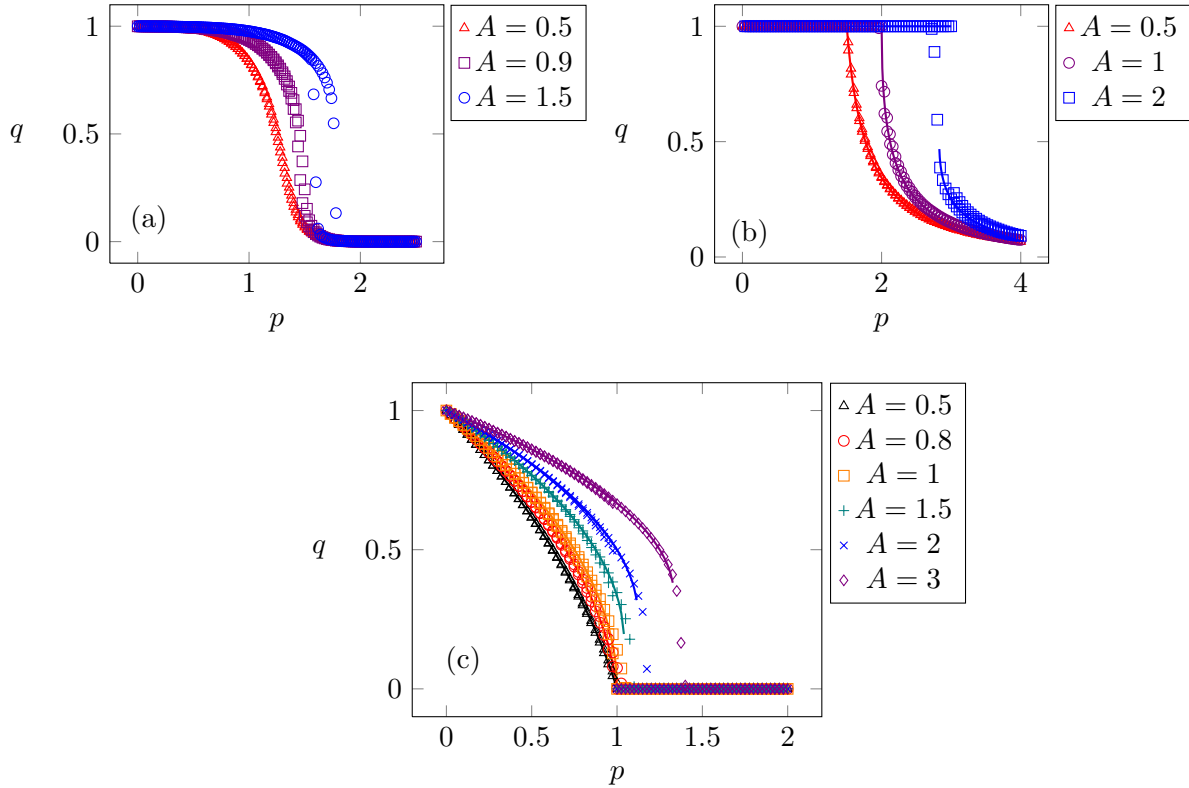 1
0.5
0
q
(a)
0
1
2
p
A = 0.5
A = 0.9
A = 1.5
1
0.5
0
q
(b)
0
2
4
p
A = 0.5
A = 1
A = 2
1
0.5
0
q
(c)
0
0.5
1
1.5
2
p
A = 0.5
A = 0.8
A = 1
A = 1.5
A = 2
A = 3